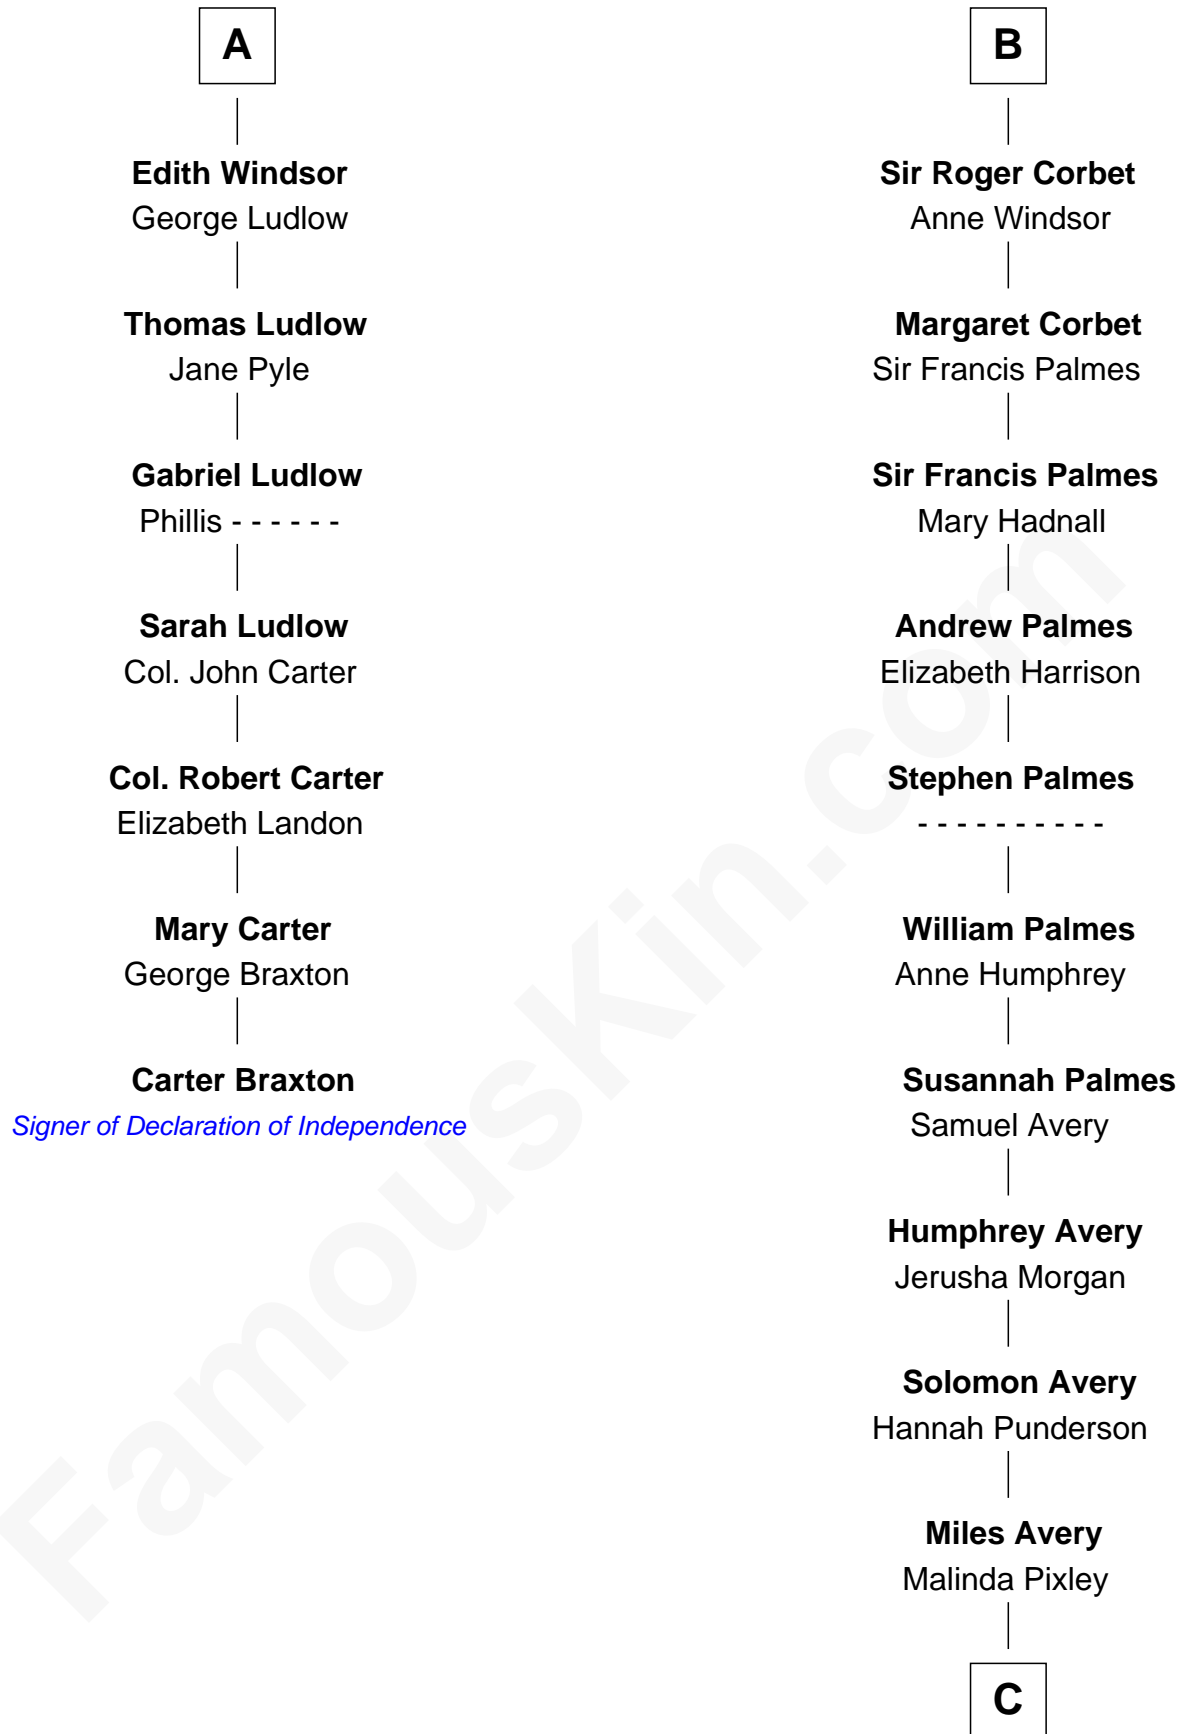 A
Edith Windsor
George Ludlow
Thomas Ludlow
Jane Pyle
Gabriel Ludlow
Phillis - - - - - -
Sarah Ludlow
Col. John Carter
Col. Robert Carter
Elizabeth Landon
Mary Carter
George Braxton
Carter Braxton
Signer of Declaration of Independence
B
Sir Roger Corbet
Anne Windsor
Margaret Corbet
Sir Francis Palmes
Sir Francis Palmes
Mary Hadnall
Andrew Palmes
Elizabeth Harrison
Stephen Palmes
- - - - - - - - - -
William Palmes
Anne Humphrey
Susannah Palmes
Samuel Avery
Humphrey Avery
Jerusha Morgan
Solomon Avery
Hannah Punderson
Miles Avery
Malinda Pixley
C
FamousKin.com